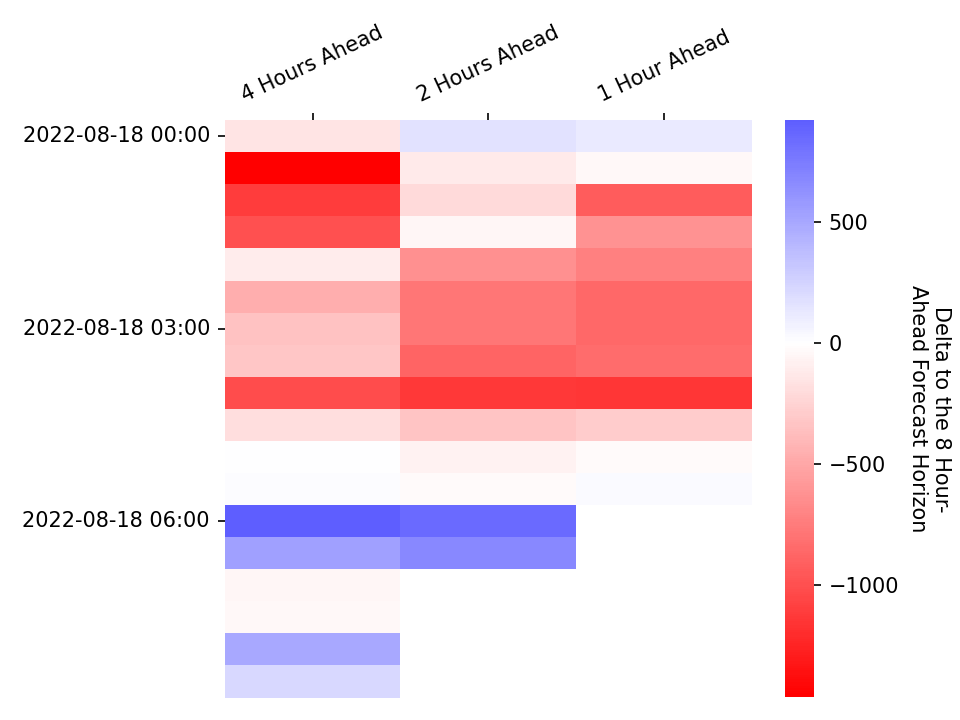 4 Hours Ahead
2 Hours Ahead
1 Hour Ahead
2022-08-18 00:00
2022-08-18 03:00
2022-08-18 06:00
500
0
−500
−1000
Delta to the 8 Hour-
Ahead Forecast Horizon